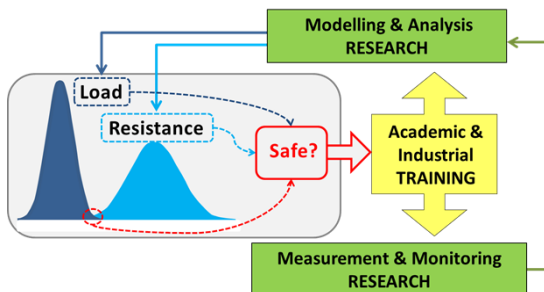 Modelling & Analysis
RESEARCH
Load
Resistance
Safe?
Academic &
Industrial
TRAINING
Measurement & Monitoring
RESEARCH